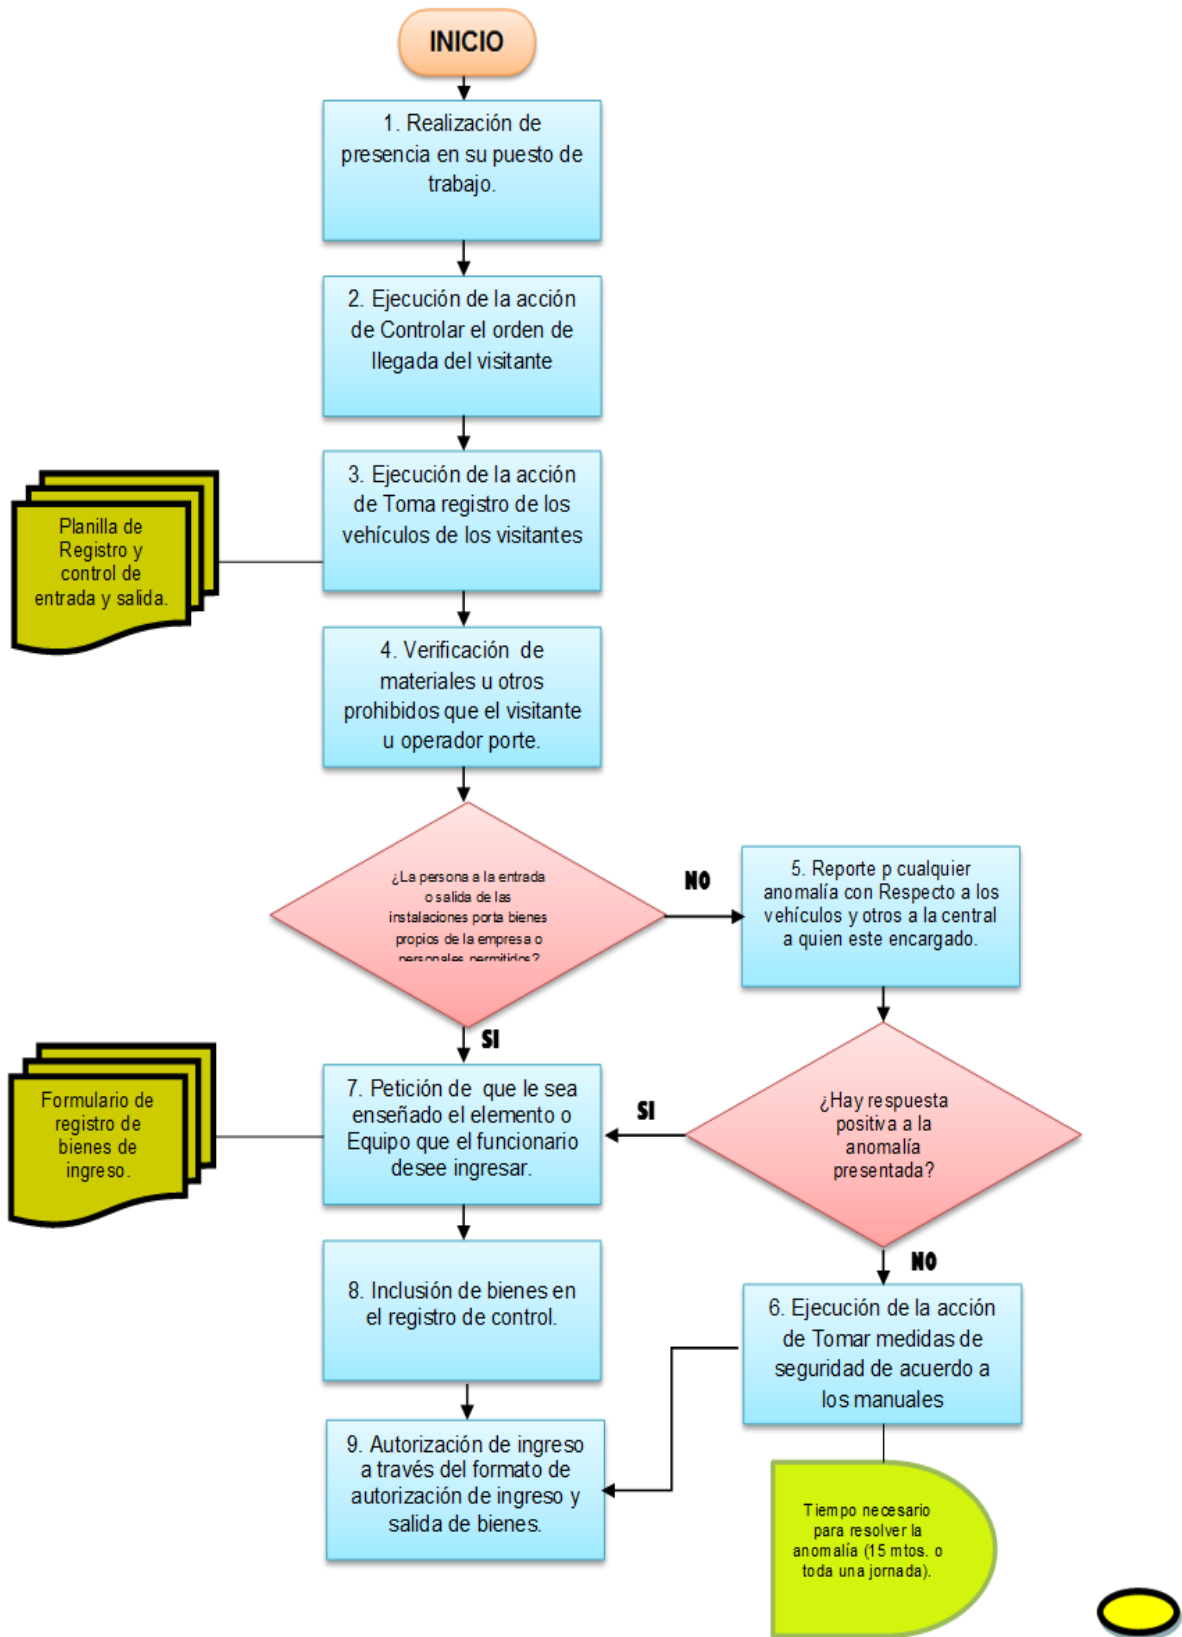 INICIO
1. Realización de
presencia en su puesto de
trabajo.
2. Ejecución de la acción
de Controlar el orden de
llegada del visitante
3. Ejecución de la acción
de Toma registro de los
vehículos de los visitantes
Planilla de
Registro y
control de
entrada y salida.
4. Verificación de
materiales u otros
prohibidos que el visitante
u operador porte.
¿La persona a la entrada
o salida de las
instalaciones porta bienes
propios de la empresa o
personales permitidos?
NO
5. Reporte p cualquier
anomalía con Respecto a los
vehículos y otros a la central
a quien este encargado.
SI
Formulario de
registro de
bienes de
ingreso.
7. Petición de que le sea
enseñado el elemento o
Equipo que el funcionario
desee ingresar.
SI
¿Hay respuesta
positiva a la
anomalía
presentada?
NO
8. Inclusión de bienes en
el registro de control.
6. Ejecución de la acción
de Tomar medidas de
seguridad de acuerdo a
los manuales
9. Autorización de ingreso
a través del formato de
autorización de ingreso y
salida de bienes.
Tiempo necesario
para resolver la
anomalía (15 mtos. o
toda una jornada).